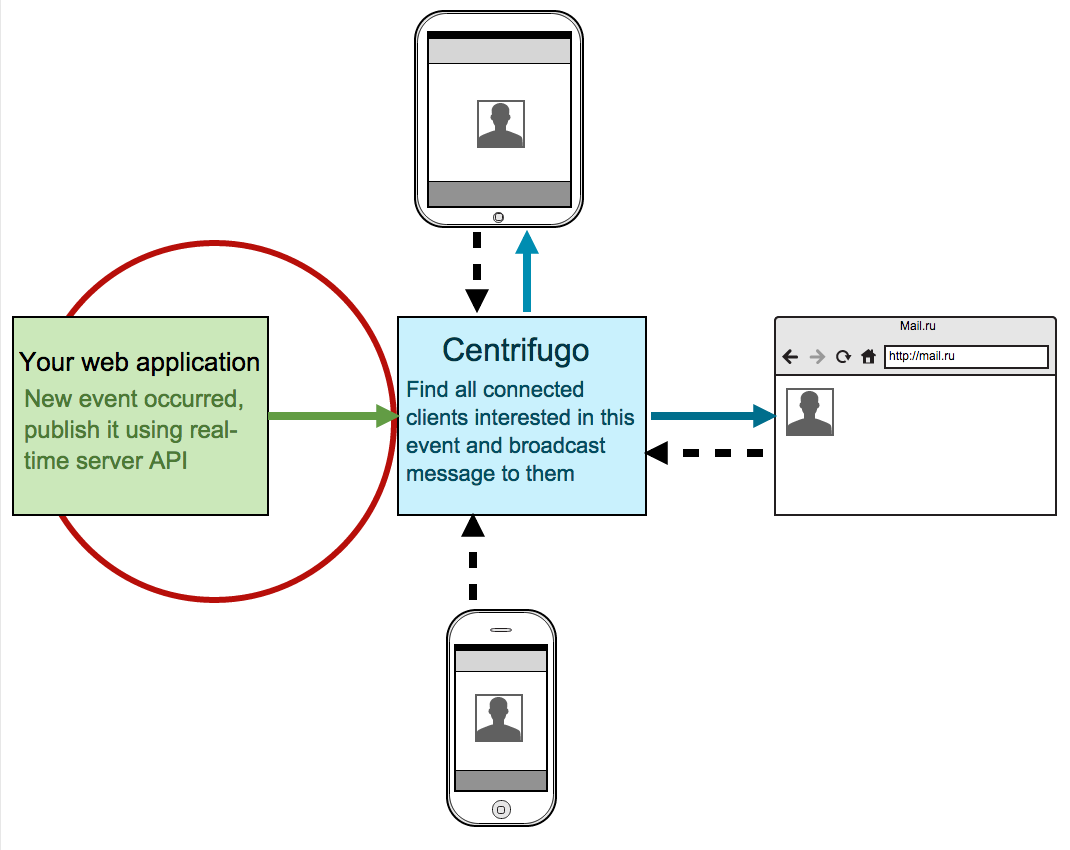 Your web application
New event occurred,
publish it using real-
time server API
Centrifugo
Find all connected
clients interested in this
event and broadcast
message to them
Mail.ru
http://mail.ru